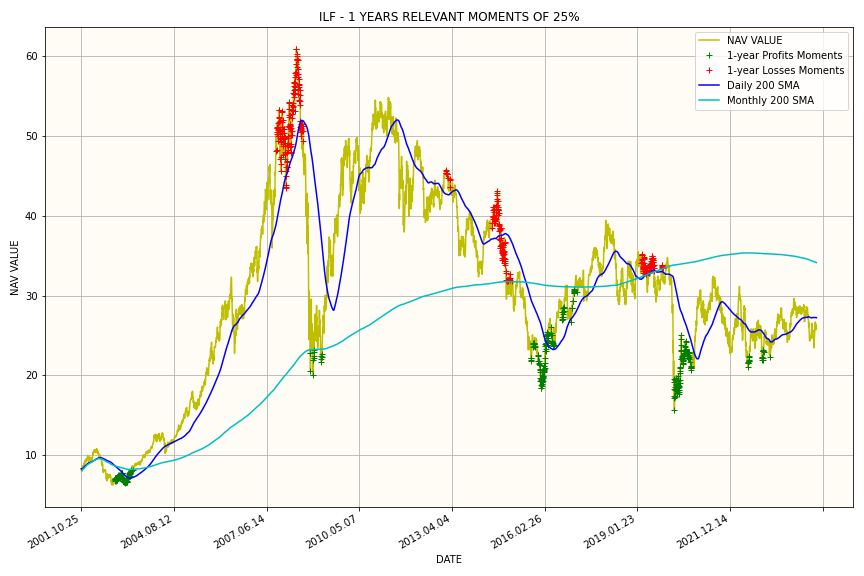 ILF - 1 YEARS RELEVANT MOMENTS OF 25%
NAV VALUE
1-year Profits Moments
1-year Losses Moments
Daily 200 SMA
Monthly 200 SMA
60
50
40
30
20
10
NAV VALUE
2001.10.25
2004.08.12
2007.06.14
2010.05.07
2013.04.04
2016.02.26
2019.01.23
2021.12.14
DATE